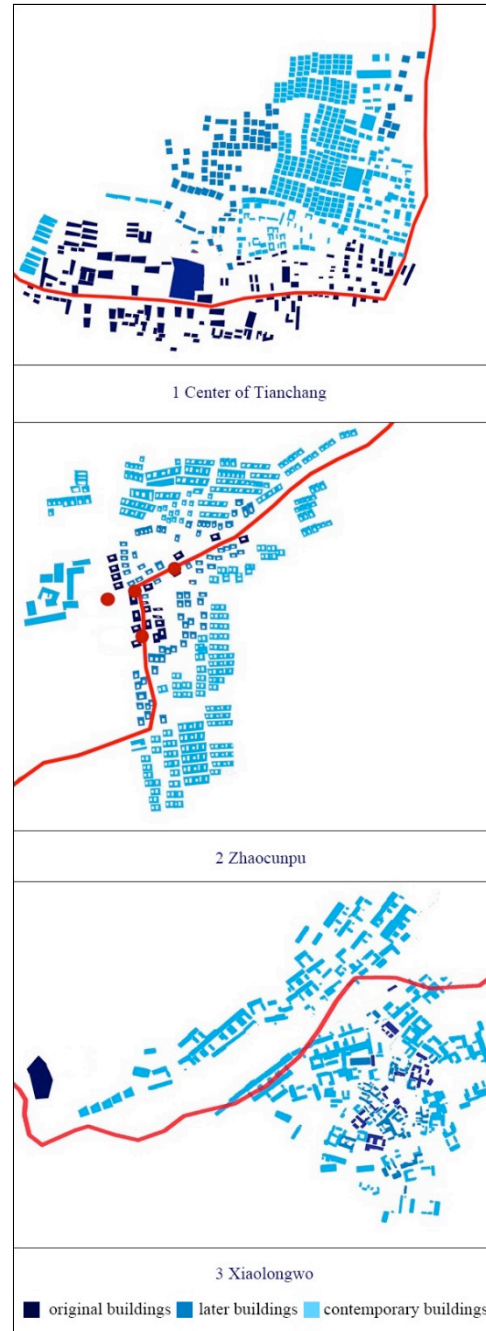 1 Center of Tianchang
2 Zhaocunpu
3 Xiaolongwo
original buildings later buildings contemporary buildings